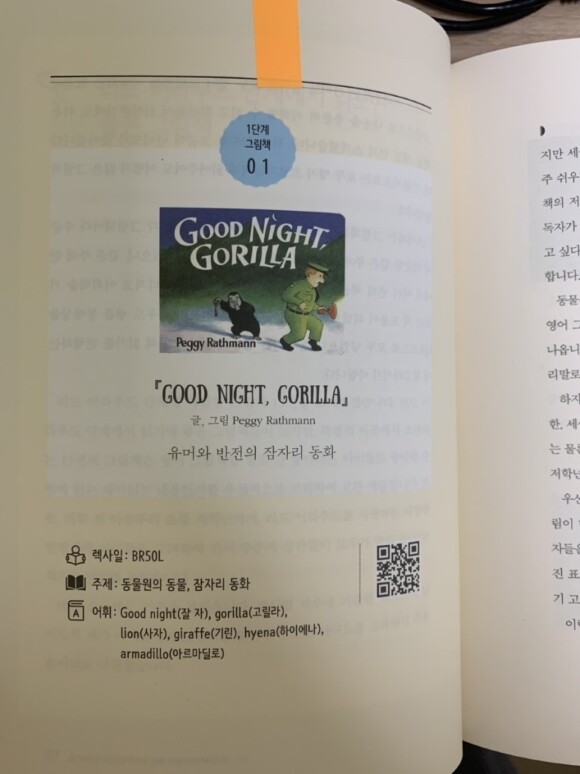 1단계
그림책
01
GOOD NIGHT,
GORILLA
Peggy Rathmann
『GOOD NIGHT, GORILLA』
글, 그림 Peggy Rathmann
유머와 반전의 잠자리 동화
렉사일: BR50L
주제: 동물원의 동물, 잠자리 동화
A
어휘: Good night(잘 자), gorilla(고릴라),
lion(사자), giraffe(기린), hyena(하이에나),
armadillo(아르마딜로)
지만 세
주 쉬우
책의 저
독자가
고 싶다
합니다.
동물
영어 그
나옵니
리말로
하지
한, 세
는 물음
저학년
우선
림이
자들을
진 표
기 고